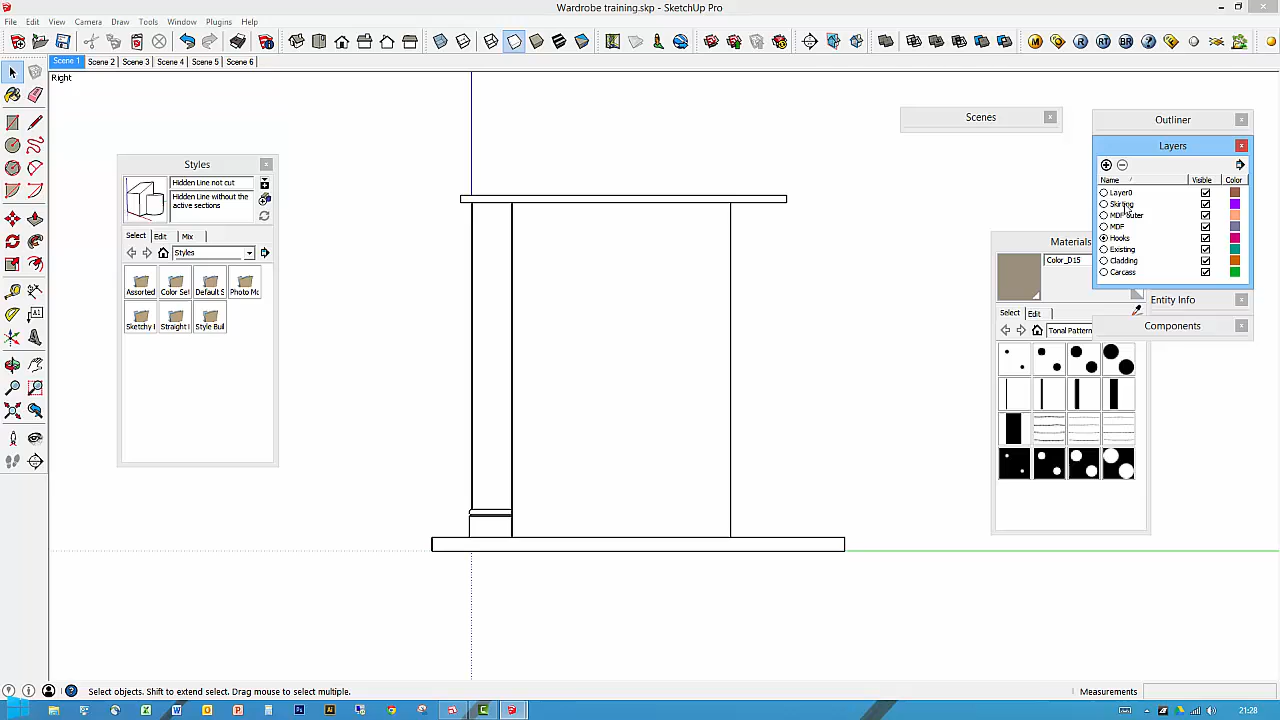 Wardrobe training.skp - SketchUp Pro
File Edit View Camera Draw Tools Window Plugins Help
Scene 1 Scene 2 Scene 3 Scene 4 Scene 5 Scene 6
Right
Scenes
Outliner
Layers
Name Visible Color
Layer0
Skirting
MDF
Hooks
Existing
Cladding
Carcass
Styles
Hidden Line not cut
Hidden Line without the
active sections
Select Edit Mix
Styles
Assorted Color Set Default S Photo Mo
Sketchy Straight Style Buil
Materials
Color_D15
Select Edit
Tonal Pattern
Entity Info
Components
Select objects. Shift to extend select. Drag mouse to select multiple.
Measurements
21:28